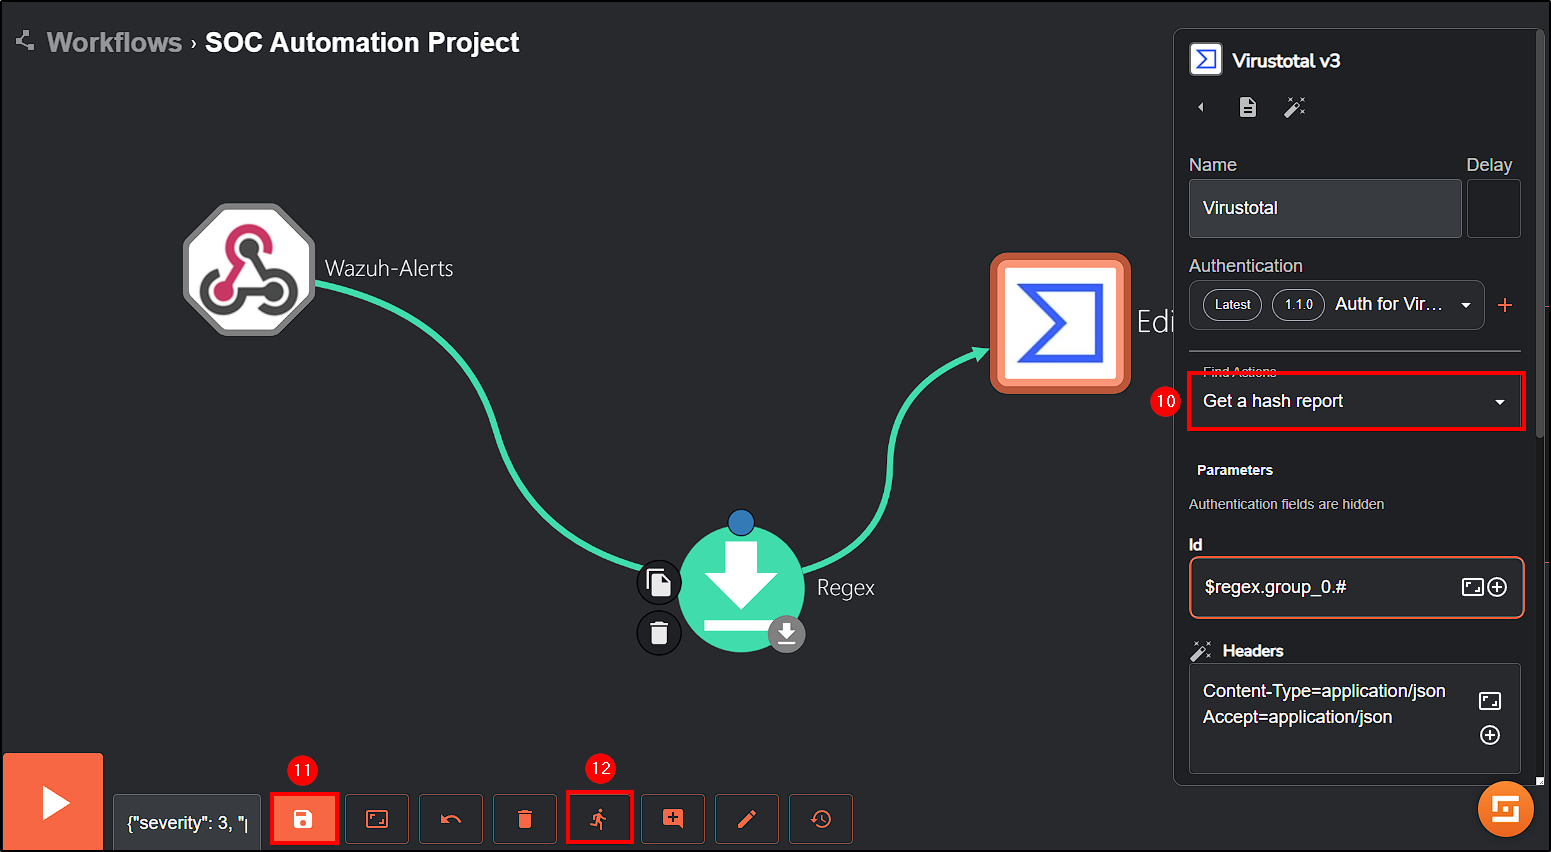 Workflows › SOC Automation Project
Wazuh-Alerts
Edi
Regex
Virustotal v3
Name
Delay
Virustotal
Authentication
Latest
1.1.0
Auth for Vir...
Find Actions
10
Get a hash report
Parameters
Authentication fields are hidden
Id
$regex.group_0.#
Headers
Content-Type=application/json
Accept=application/json
11
12
{"severity": 3, "p